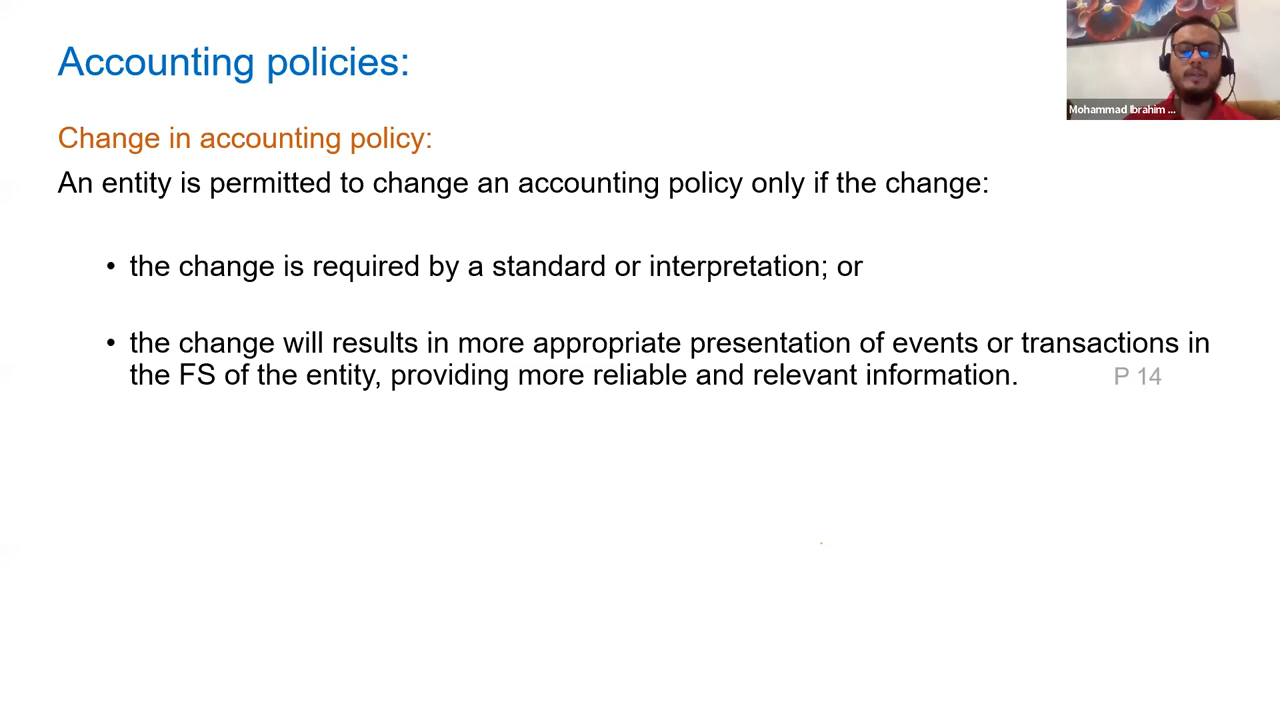 Accounting policies:
Mohammad Ibrahim ...
Change in accounting policy:
An entity is permitted to change an accounting policy only if the change:
• the change is required by a standard or interpretation; or
• the change will results in more appropriate presentation of events or transactions in
the FS of the entity, providing more reliable and relevant information.
P 14